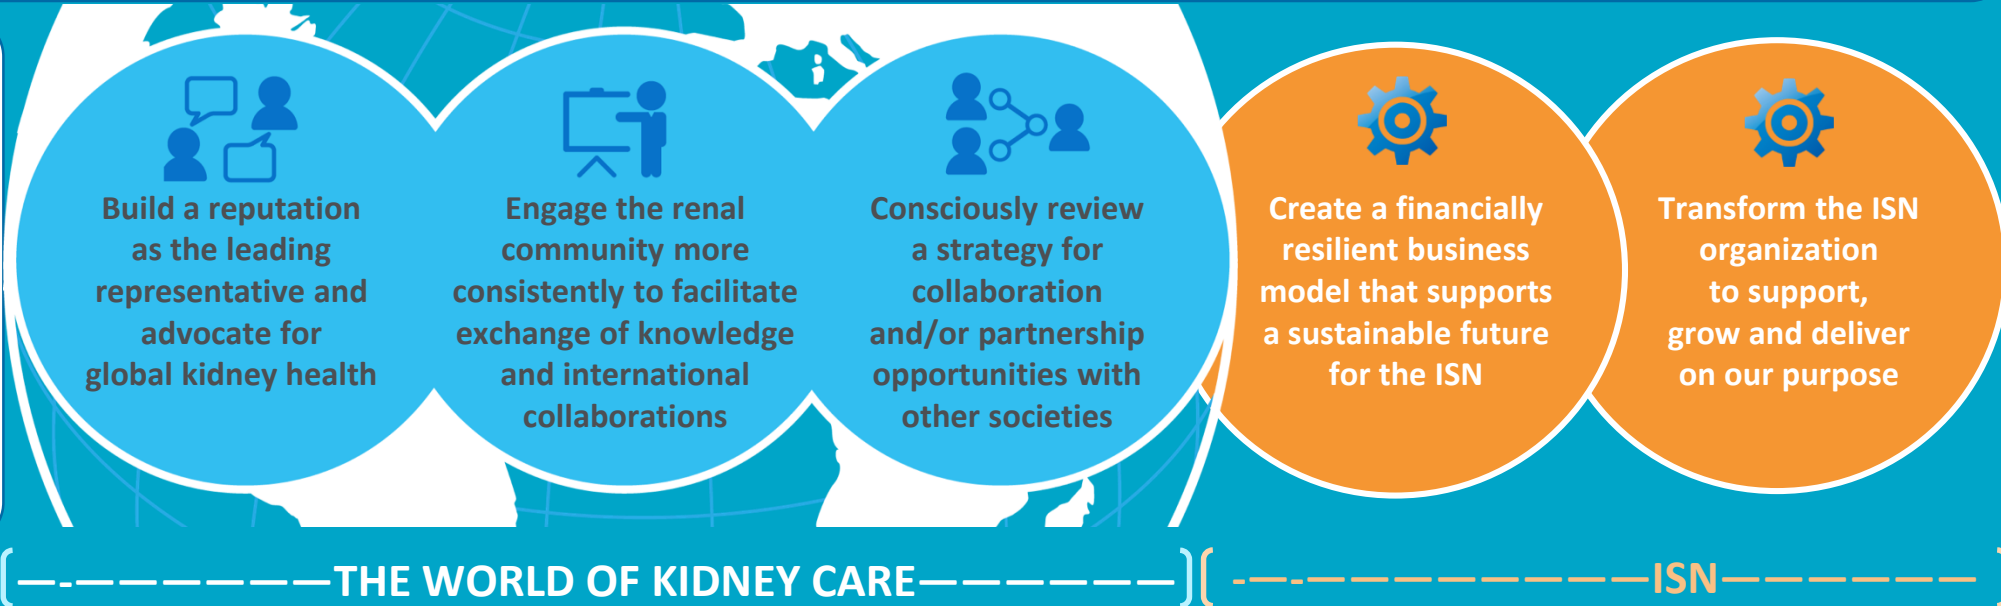 Build a reputation
as the leading
representative and
advocate for
global kidney health
Engage the renal
community more
consistently to facilitate
exchange of knowledge
and international
collaborations
Consciously review
a strategy for
collaboration
and/or partnership
opportunities with
other societies
Create a financially
resilient business
model that supports
a sustainable future
for the ISN
Transform the ISN
organization
to support,
grow and deliver
on our purpose
THE WORLD OF KIDNEY CARE
ISN